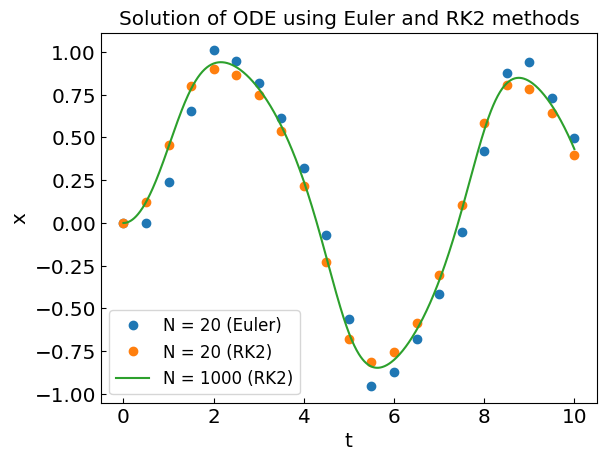 Solution of ODE using Euler and RK2 methods
1.00
0.75
0.50
0.25
0.00
−0.25
−0.50
−0.75
−1.00
x
N = 20 (Euler)
N = 20 (RK2)
N = 1000 (RK2)
0 2 4 6 8 10
t